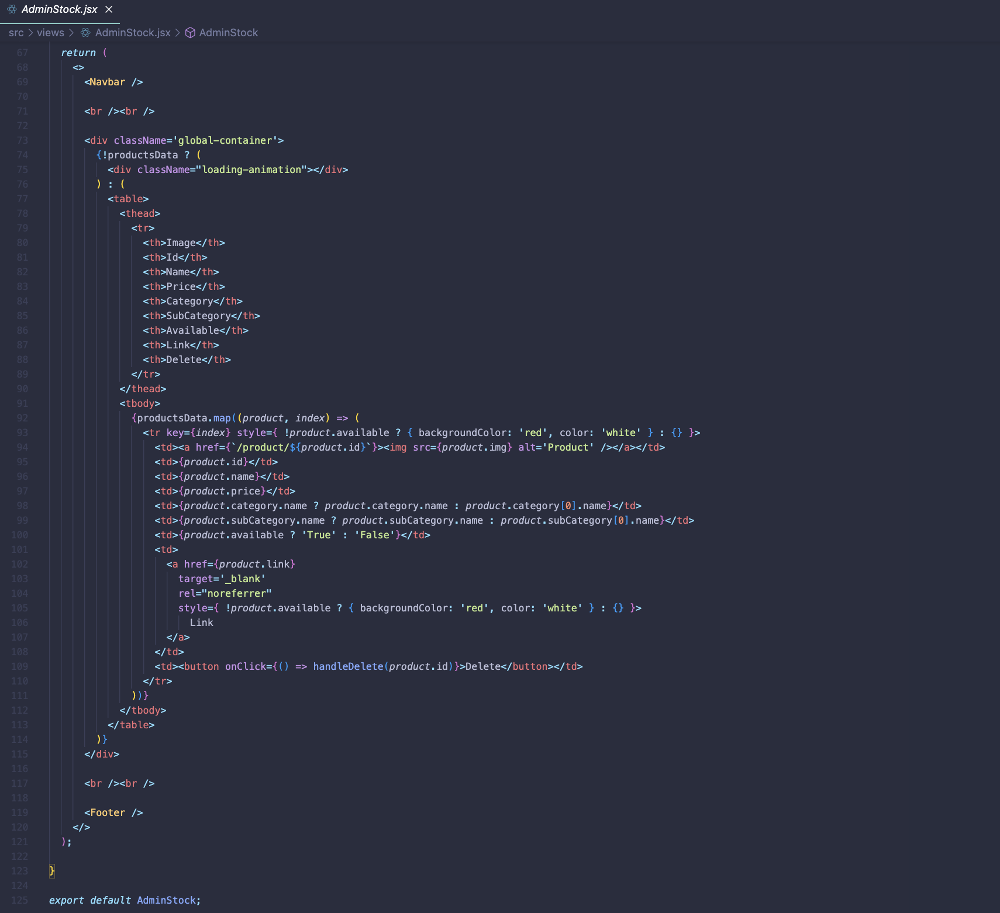 AdminStock.jsx
src > views > AdminStock.jsx > AdminStock
67 return (
68 <>
69 <Navbar />
70
71 <br /><br />
72
73 <div className='global-container'>
74 {!productsData ? (
75 <div className="loading-animation"></div>
76 ) : (
77 <table>
78 <thead>
79 <tr>
80 <th>Image</th>
81 <th>Id</th>
82 <th>Name</th>
83 <th>Price</th>
84 <th>Category</th>
85 <th>SubCategory</th>
86 <th>Available</th>
87 <th>Link</th>
88 <th>Delete</th>
89 </tr>
90 </thead>
91 <tbody>
92 {productsData.map((product, index) => (
93 <tr key={index} style={ !product.available ? { backgroundColor: 'red', color: 'white' } : {} }>
94 <td><a href={`/product/${product.id}`}><img src={product.img} alt='Product' /></a></td>
95 <td>{product.id}</td>
96 <td>{product.name}</td>
97 <td>{product.price}</td>
98 <td>{product.category.name ? product.category.name : product.category[0].name}</td>
99 <td>{product.subCategory.name ? product.subCategory.name : product.subCategory[0].name}</td>
100 <td>{product.available ? 'True' : 'False'}</td>
101 <td>
102 <a href={product.link}
103 target='_blank'
104 rel="noreferrer"
105 style={ !product.available ? { backgroundColor: 'red', color: 'white' } : {} }>
106 Link
107 </a>
108 </td>
109 <td><button onClick={() => handleDelete(product.id)}>Delete</button></td>
110 </tr>
111 ))}
112 </tbody>
113 </table>
114 )}
115 </div>
116
117 <br /><br />
118
119 <Footer />
120 </>
121 );
122
123 }
124
125 export default AdminStock;